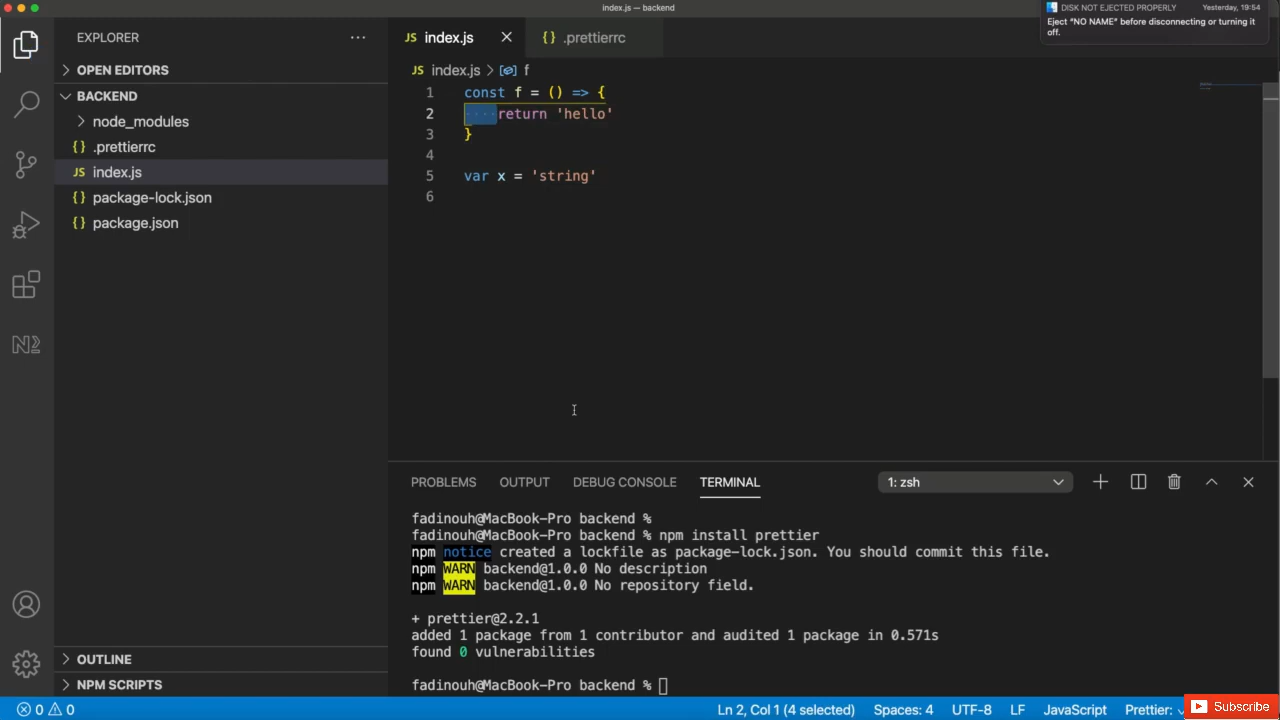 index.js — backend
DISK NOT EJECTED PROPERLY
Yesterday, 19:54
Eject “NO NAME” before disconnecting or turning it
off.
EXPLORER
OPEN EDITORS
BACKEND
node_modules
{} .prettierrc
JS index.js
{} package-lock.json
{} package.json
OUTLINE
NPM SCRIPTS
JS index.js
{} .prettierrc
JS index.js > f
1 const f = () => {
2 ····return 'hello'
3 }
4
5 var x = 'string'
6
PROBLEMS OUTPUT DEBUG CONSOLE TERMINAL
1: zsh
fadinouh@MacBook-Pro backend %
fadinouh@MacBook-Pro backend % npm install prettier
npm notice created a lockfile as package-lock.json. You should commit this file.
npm WARN backend@1.0.0 No description
npm WARN backend@1.0.0 No repository field.
+ prettier@2.2.1
added 1 package from 1 contributor and audited 1 package in 0.571s
found 0 vulnerabilities
fadinouh@MacBook-Pro backend %
0 0 Ln 2, Col 1 (4 selected) Spaces: 4 UTF-8 LF JavaScript Prettier: ✓
Subscribe